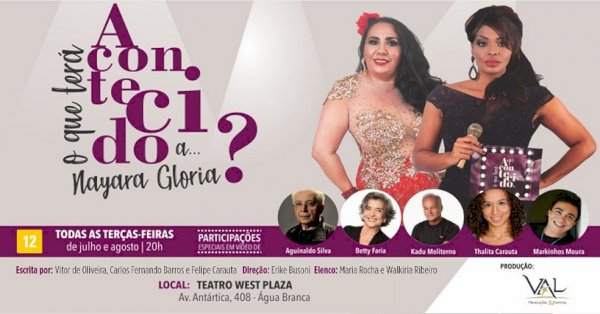 O que terá
Acontecido
a...
Nayara Gloria?
Acontecido
12
TODAS AS TERÇAS-FEIRAS
de julho e agosto | 20h
PARTICIPAÇÕES
ESPECIAIS EM VÍDEO DE
Aguinaldo Silva
Betty Faria
Kadu Moliterno
Thalita Carauta
Markinhos Moura
Escrita por: Vitor de Oliveira, Carlos Fernando Barros e Felipe Carauta Direção: Erike Busoni Elenco: Maria Rocha e Walkiria Ribeiro
LOCAL: TEATRO WEST PLAZA
Av. Antártica, 408 - Água Branca
PRODUÇÃO:
VAL